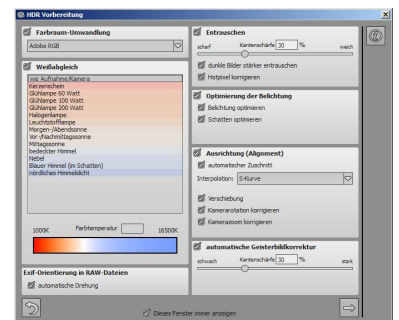 HDR Vorbereitung
Farbraum-Umwandlung
Adobe RGB
Weißabgleich
wie Aufnahme/Kamera
Kerzenschein
Glühlampe 60 Watt
Glühlampe 100 Watt
Glühlampe 200 Watt
Halogenlampe
Leuchtstofflampe
Morgen-/Abendsonne
Vor-/Nachmittagssonne
Mittagssonne
bedeckter Himmel
Nebel
Blauer Himmel (im Schatten)
nördliches Himmelslicht
1000K Farbtemperatur 16500K
Exif-Orientierung in RAW-Dateien
automatische Drehung
Entrauschen
scharf Kantenschärfe 30 % weich
dunkle Bilder stärker entrauschen
Hotpixel korrigieren
Optimierung der Belichtung
Belichtung optimieren
Schatten optimieren
Ausrichtung (Alignment)
automatischer Zuschnitt
Interpolation: S-Kurve
Verschiebung
Kamerarotation korrigieren
Kamerazoom korrigieren
automatische Geisterbildkorrektur
schwach Kantenschärfe 30 % stark
Dieses Fenster immer anzeigen